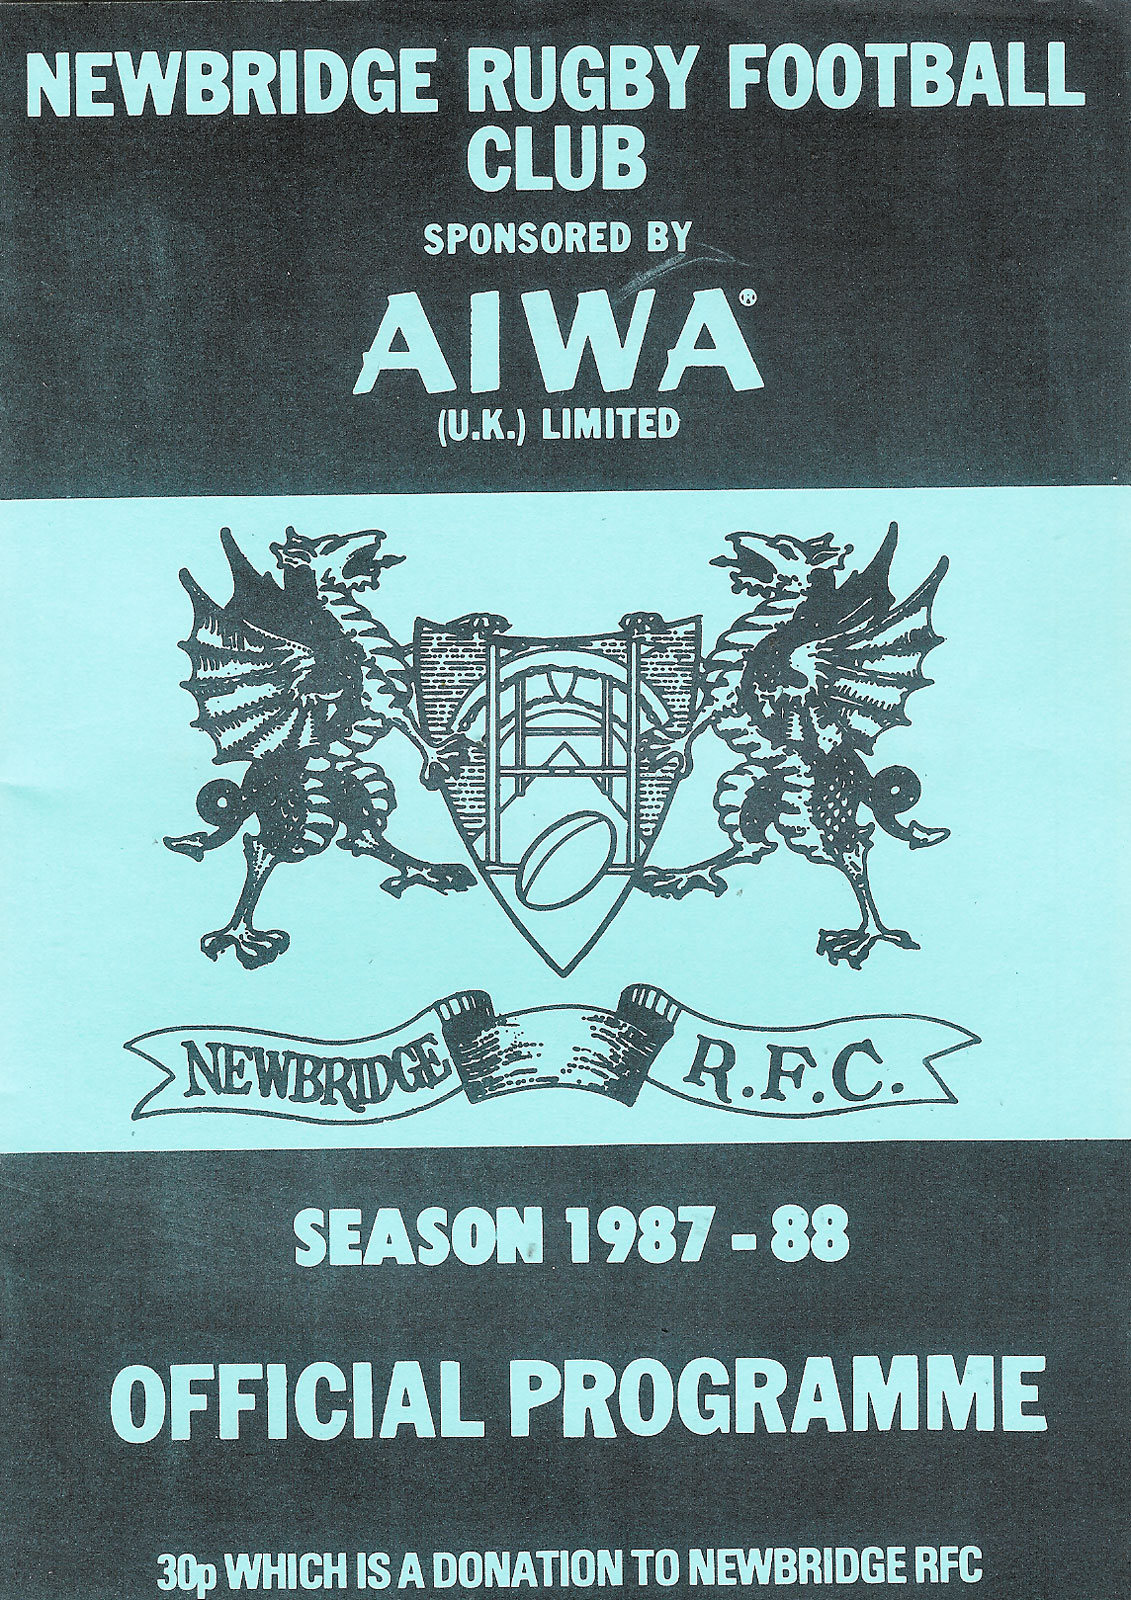 NEWBRIDGE RUGBY FOOTBALL
CLUB
SPONSORED BY
AIWA®
(U.K.) LIMITED
NEWBRIDGE R.F.C.
SEASON 1987 - 88
OFFICIAL PROGRAMME
30p WHICH IS A DONATION TO NEWBRIDGE RFC